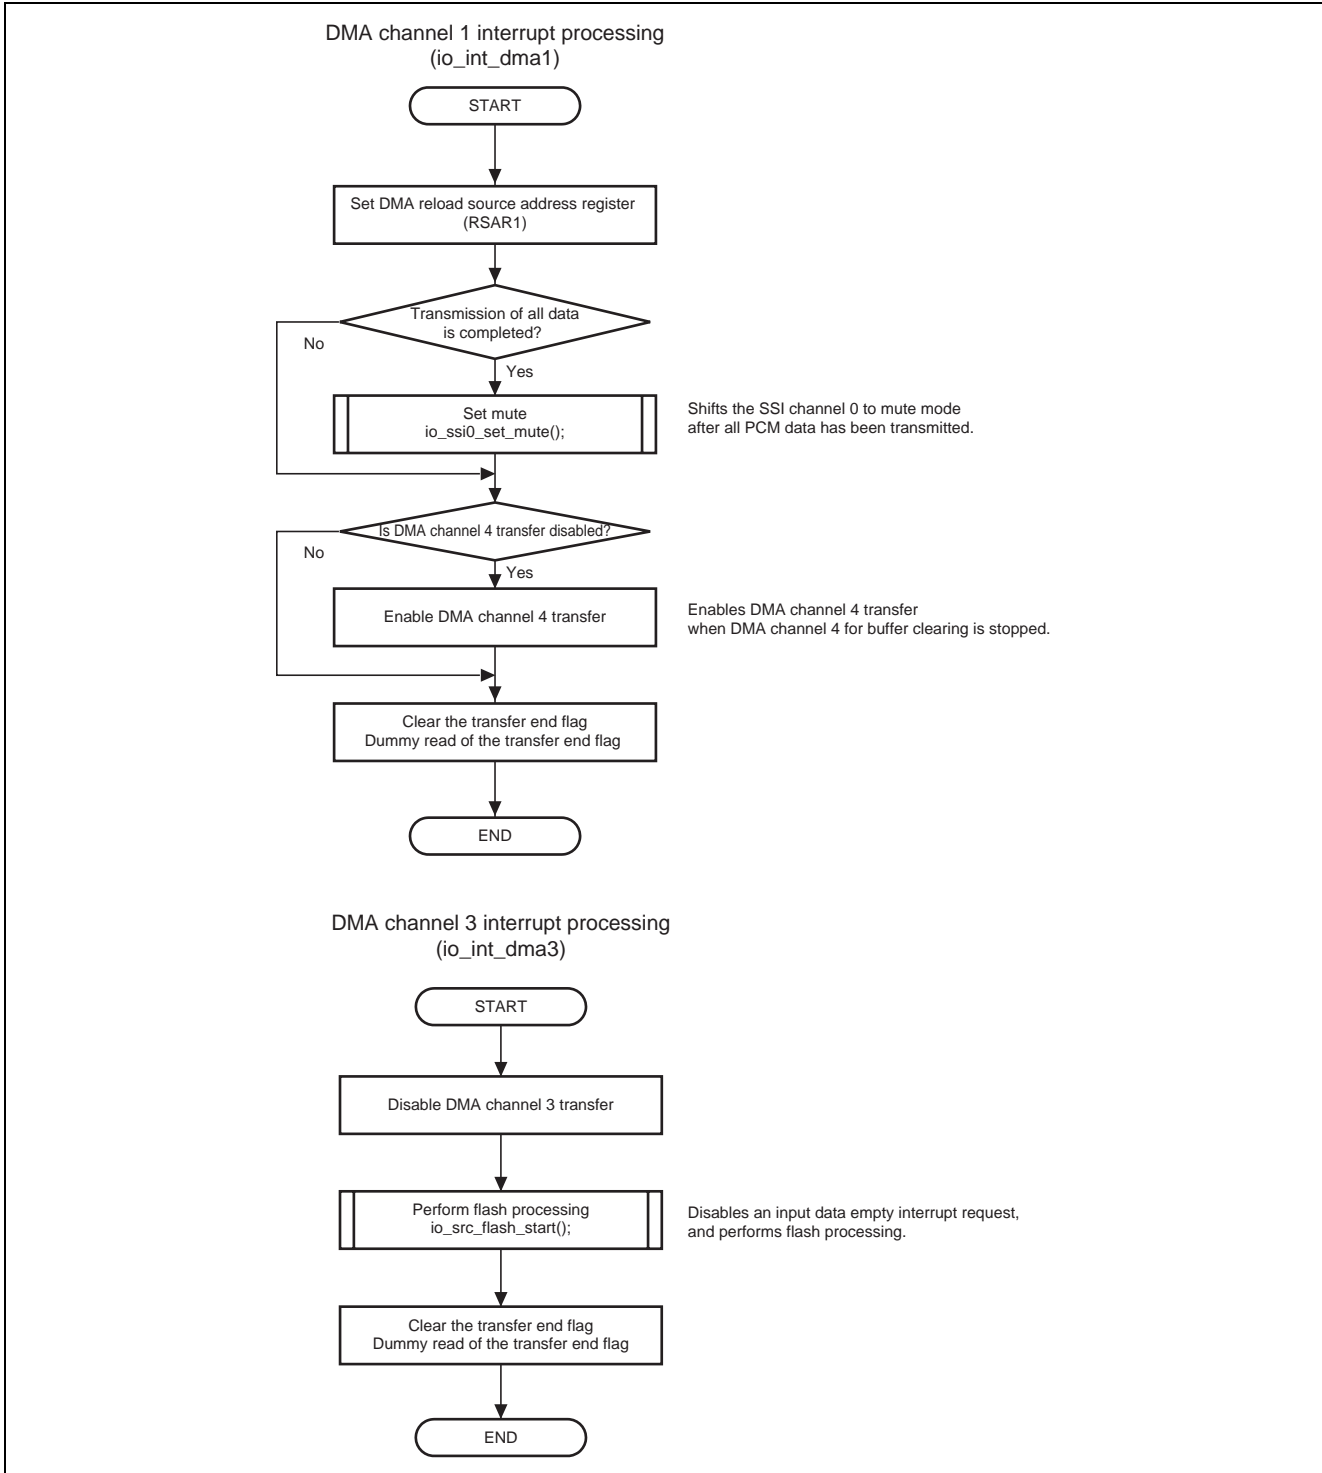 DMA channel 1 interrupt processing
(io_int_dma1)
START
Set DMA reload source address register
(RSAR1)
Transmission of all data
is completed?
No
Yes
Set mute
io_ssi0_set_mute();
Shifts the SSI channel 0 to mute mode
after all PCM data has been transmitted.
Is DMA channel 4 transfer disabled?
No
Yes
Enable DMA channel 4 transfer
Enables DMA channel 4 transfer
when DMA channel 4 for buffer clearing is stopped.
Clear the transfer end flag
Dummy read of the transfer end flag
END
DMA channel 3 interrupt processing
(io_int_dma3)
START
Disable DMA channel 3 transfer
Perform flash processing
io_src_flash_start();
Disables an input data empty interrupt request,
and performs flash processing.
Clear the transfer end flag
Dummy read of the transfer end flag
END